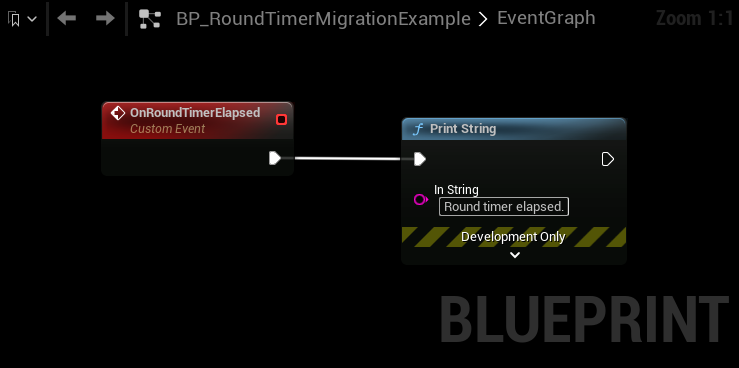 BP_RoundTimerMigrationExample > EventGraph
Zoom 1:1
OnRoundTimerElapsed
Custom Event
f Print String
In String
Round timer elapsed.
Development Only
BLUEPRINT